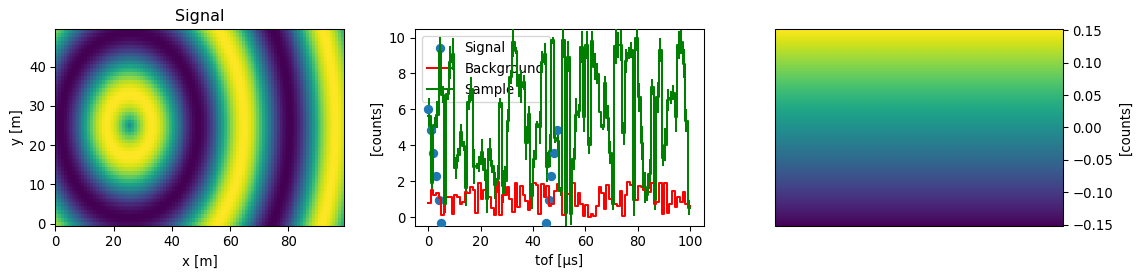 Signal
y [m]
40
30
20
10
0
0 20 40 60 80
x [m]
[counts]
10
8
6
4
2
0
Signal
Background
Sample
0 20 40 60 80 100
tof [µs]
0.15
0.10
0.05
0.00
−0.05
−0.10
−0.15
[counts]